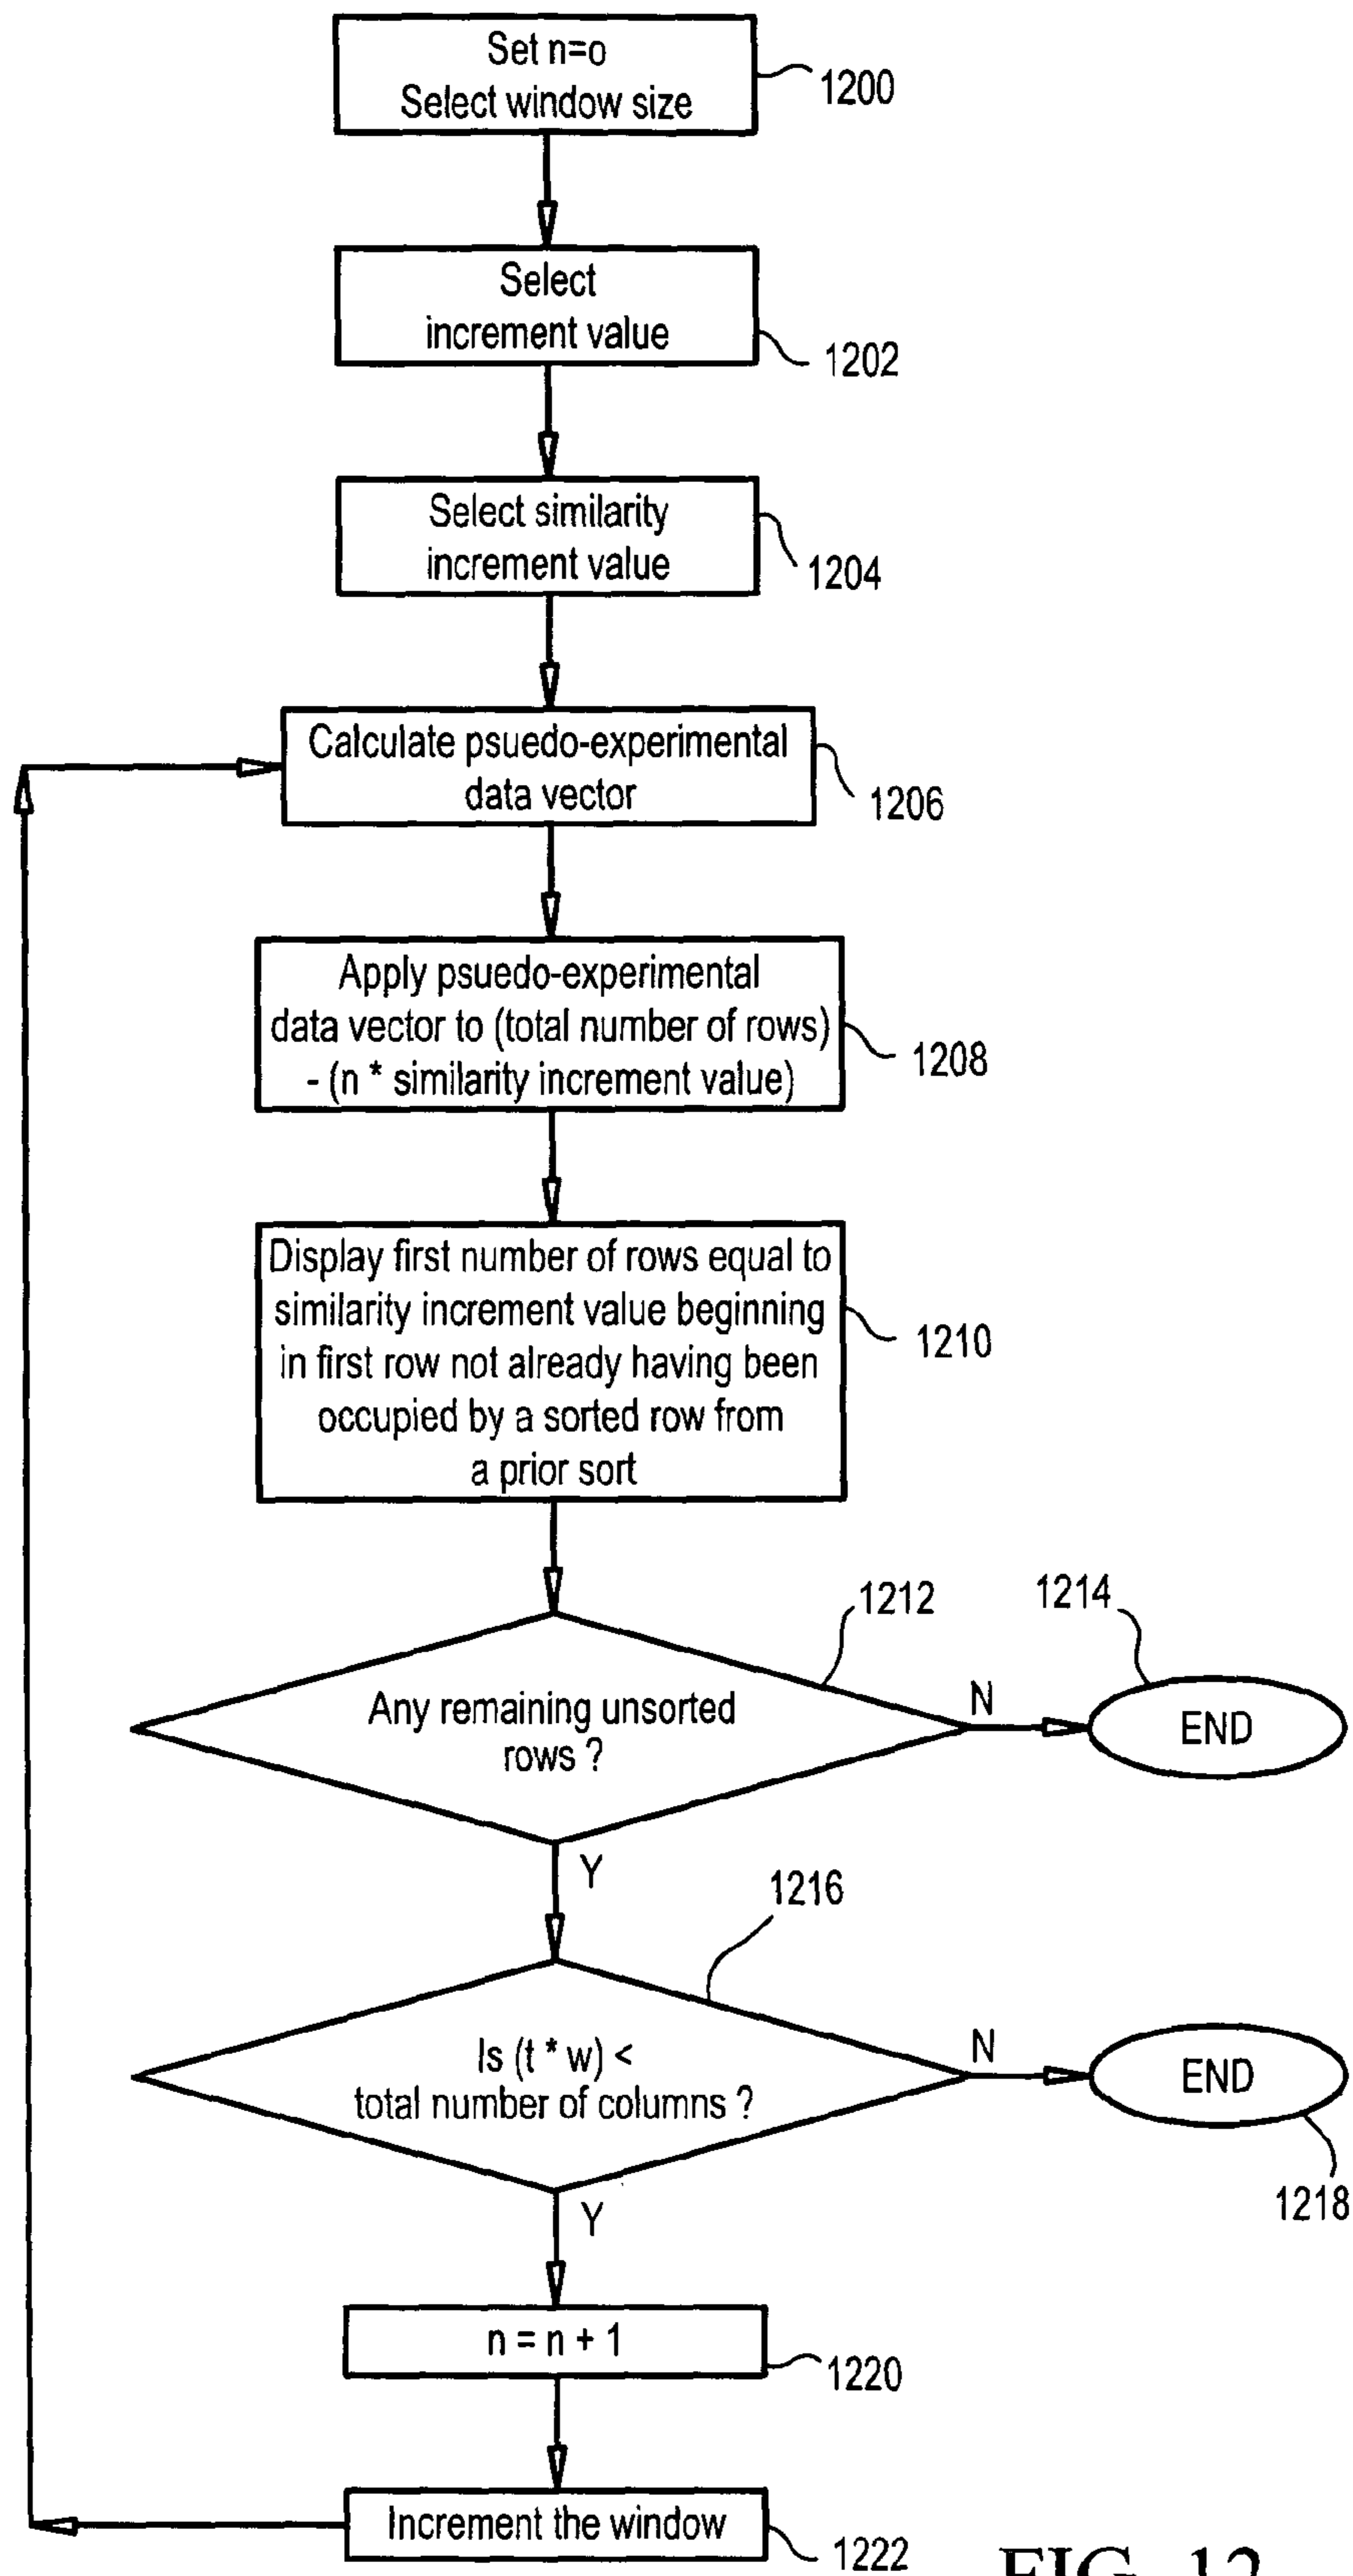 Set n=o
Select window size
1200
Select
increment value
1202
Select similarity
increment value
1204
Calculate psuedo-experimental
data vector
1206
Apply psuedo-experimental
data vector to (total number of rows)
- (n * similarity increment value)
1208
Display first number of rows equal to
similarity increment value beginning
in first row not already having been
occupied by a sorted row from
a prior sort
1210
1212
1214
Any remaining unsorted
rows ?
N
END
Y
1216
Is (t * w) <
total number of columns ?
N
END
1218
Y
n = n + 1
1220
Increment the window
1222
FIG. 12